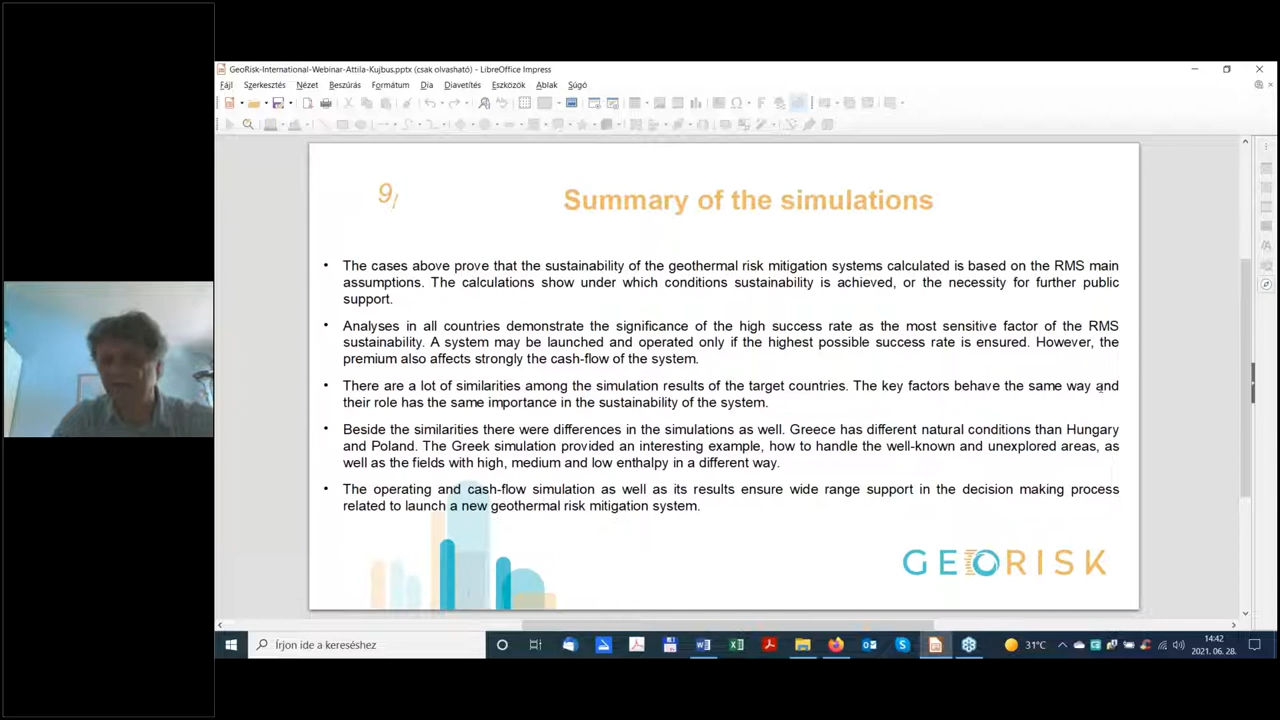 GeoRisk-International-Webinar-Attila-Kujbus.pptx (csak olvasható) - LibreOffice Impress
Fájl Szerkesztés Nézet Beszúrás Formátum Dia Diavetítés Eszközök Ablak Súgó
9/
Summary of the simulations
• The cases above prove that the sustainability of the geothermal risk mitigation systems calculated is based on the RMS main
assumptions. The calculations show under which conditions sustainability is achieved, or the necessity for further public
support.
• Analyses in all countries demonstrate the significance of the high success rate as the most sensitive factor of the RMS
sustainability. A system may be launched and operated only if the highest possible success rate is ensured. However, the
premium also affects strongly the cash-flow of the system.
• There are a lot of similarities among the simulation results of the target countries. The key factors behave the same way and
their role has the same importance in the sustainability of the system.
• Beside the similarities there were differences in the simulations as well. Greece has different natural conditions than Hungary
and Poland. The Greek simulation provided an interesting example, how to handle the well-known and unexplored areas, as
well as the fields with high, medium and low enthalpy in a different way.
• The operating and cash-flow simulation as well as its results ensure wide range support in the decision making process
related to launch a new geothermal risk mitigation system.
GEORISK
Írjon ide a kereséshez
31°C
14:42
2021. 06. 28.